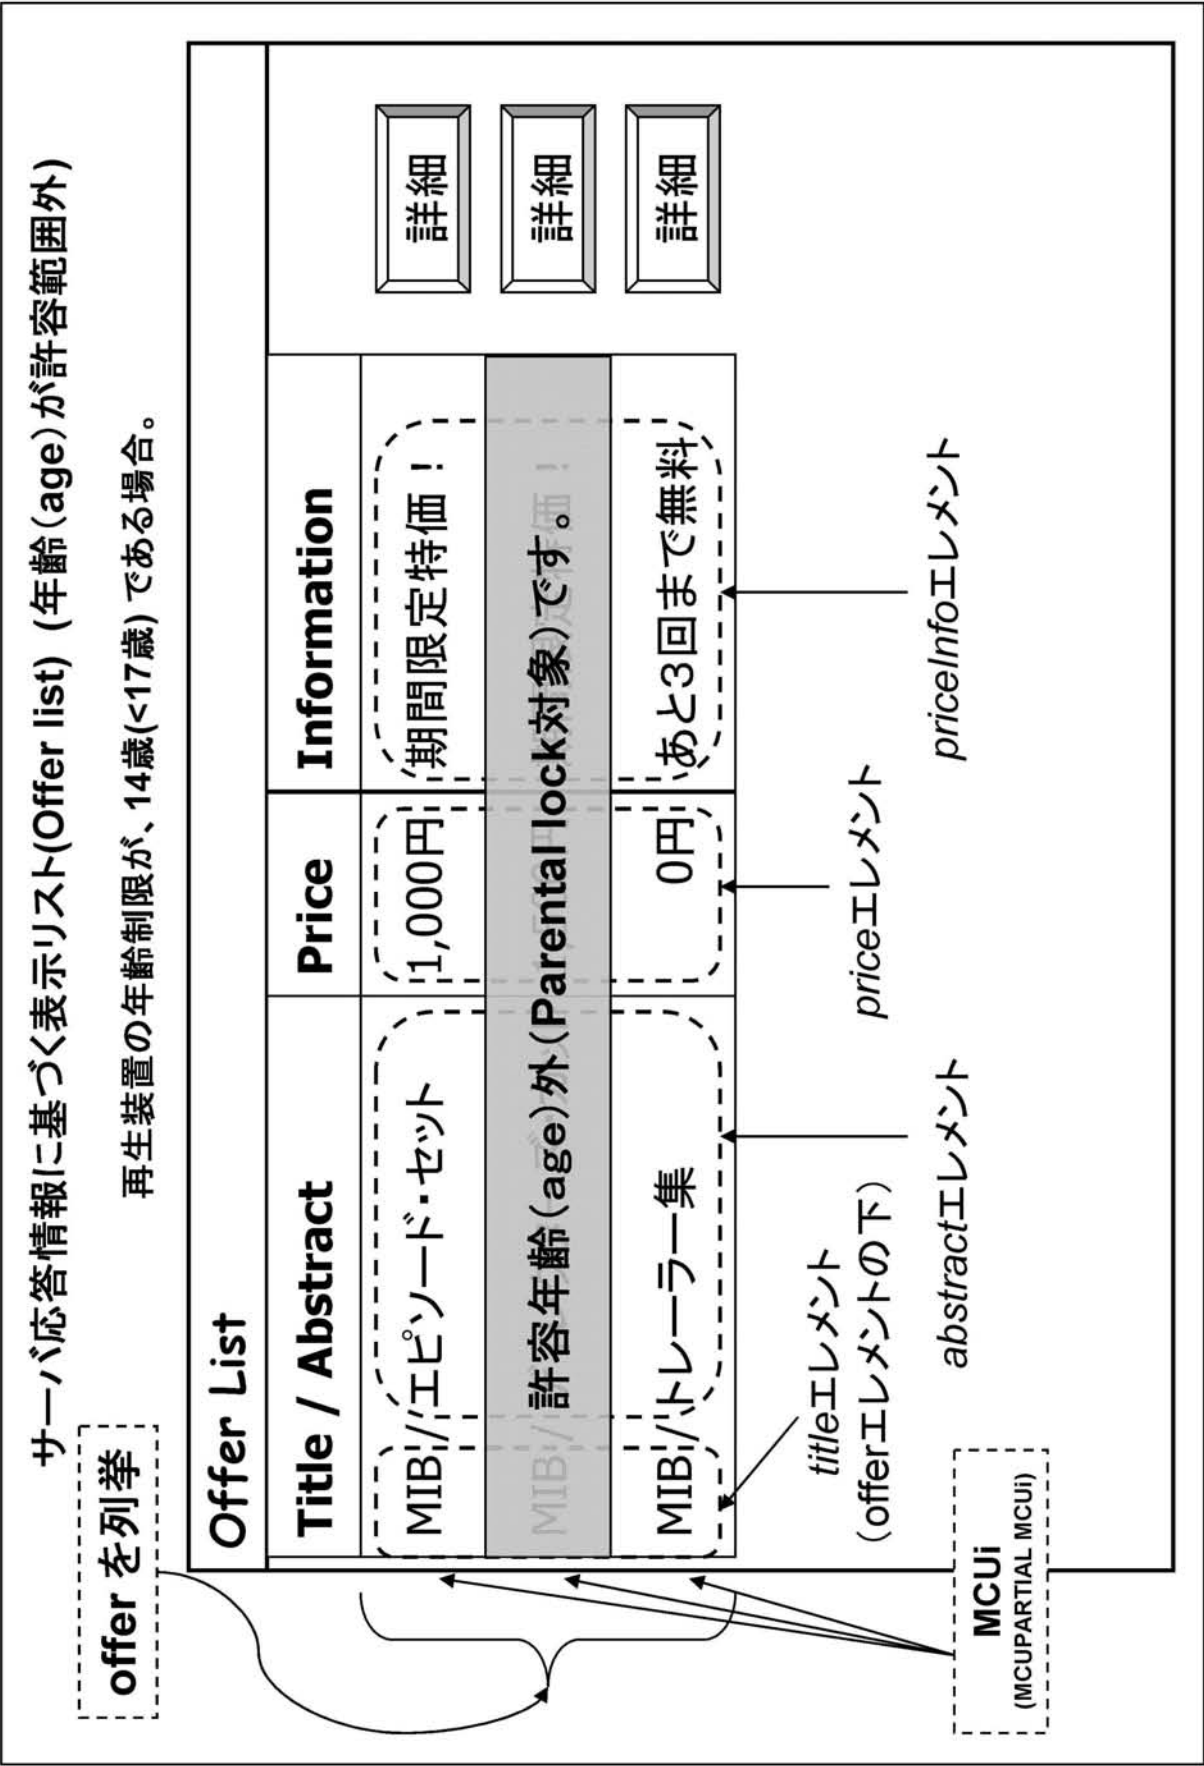 サーバ応答情報に基づく表示リスト(Offer list) (年齢(age)が許容範囲外)
再生装置の年齢制限が、14歳(<17歳) である場合。
offer を列挙
Offer List
Title / Abstract Price Information
MIB /エピソード・セット 1,000円 期間限定特価！ 詳細
許容年齢(age)外(Parental lock対象)です。 詳細
MIB /トレーラー集 0円 あと3回まで無料 詳細
titleエレメント
(offerエレメントの下)
abstractエレメント
priceエレメント
priceInfoエレメント
MCUi
(MCUPARTIAL MCUi)